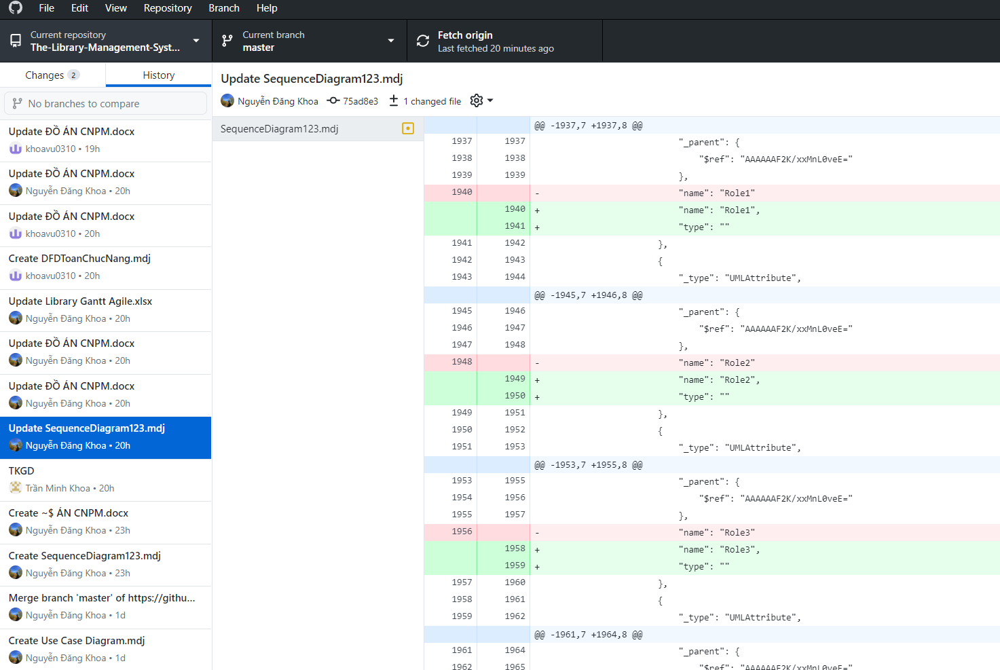 File Edit View Repository Branch Help
Current repository
The-Library-Management-Syst...
Current branch
master
Fetch origin
Last fetched 20 minutes ago
Changes 2
History
No branches to compare
Update ĐỒ ÁN CNPM.docx
khoavu0310 • 19h
Update ĐỒ ÁN CNPM.docx
Nguyễn Đăng Khoa • 20h
Update ĐỒ ÁN CNPM.docx
khoavu0310 • 20h
Create DFDToanChucNang.mdj
khoavu0310 • 20h
Update Library Gantt Agile.xlsx
Nguyễn Đăng Khoa • 20h
Update ĐỒ ÁN CNPM.docx
Nguyễn Đăng Khoa • 20h
Update ĐỒ ÁN CNPM.docx
Nguyễn Đăng Khoa • 20h
Update SequenceDiagram123.mdj
Nguyễn Đăng Khoa • 20h
TKGD
Trần Minh Khoa • 20h
Create ~$ ÁN CNPM.docx
Nguyễn Đăng Khoa • 23h
Create SequenceDiagram123.mdj
Nguyễn Đăng Khoa • 23h
Merge branch 'master' of https://githu...
Nguyễn Đăng Khoa • 1d
Create Use Case Diagram.mdj
Nguyễn Đăng Khoa • 1d
Update SequenceDiagram123.mdj
Nguyễn Đăng Khoa 75ad8e3 1 changed file
SequenceDiagram123.mdj
@@ -1937,7 +1937,8 @@
1937 1937 "_parent": {
1938 1938 "$ref": "AAAAAAF2K/xxMnL0veE="
1939 1939 },
1940 - "name": "Role1"
1940 + "name": "Role1",
1941 + "type": ""
1941 1942 },
1942 1943 {
1943 1944 "_type": "UMLAttribute",
@@ -1945,7 +1946,8 @@
1945 1946 "_parent": {
1946 1947 "$ref": "AAAAAAF2K/xxMnL0veE="
1947 1948 },
1948 - "name": "Role2"
1949 + "name": "Role2",
1950 + "type": ""
1949 1951 },
1950 1952 {
1951 1953 "_type": "UMLAttribute",
@@ -1953,7 +1955,8 @@
1953 1955 "_parent": {
1954 1956 "$ref": "AAAAAAF2K/xxMnL0veE="
1955 1957 },
1956 - "name": "Role3"
1958 + "name": "Role3",
1959 + "type": ""
1957 1960 },
1958 1961 {
1959 1962 "_type": "UMLAttribute",
@@ -1961,7 +1964,8 @@
1961 1964 "_parent": {
1962 1965 "$ref": "AAAAAAF2K/xxMnL0veE="